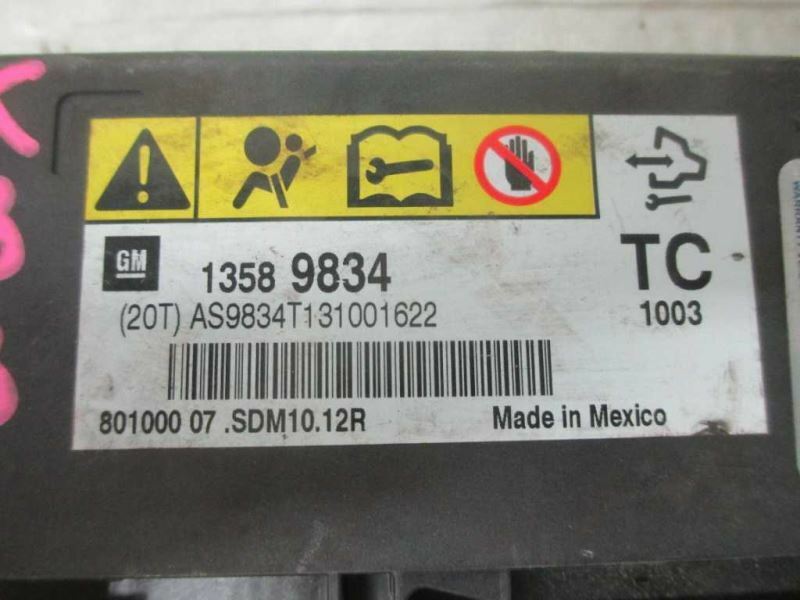 GM
1358 9834
TC
(20T) AS9834T131001622
1003
801000 07 .SDM10.12R
Made in Mexico